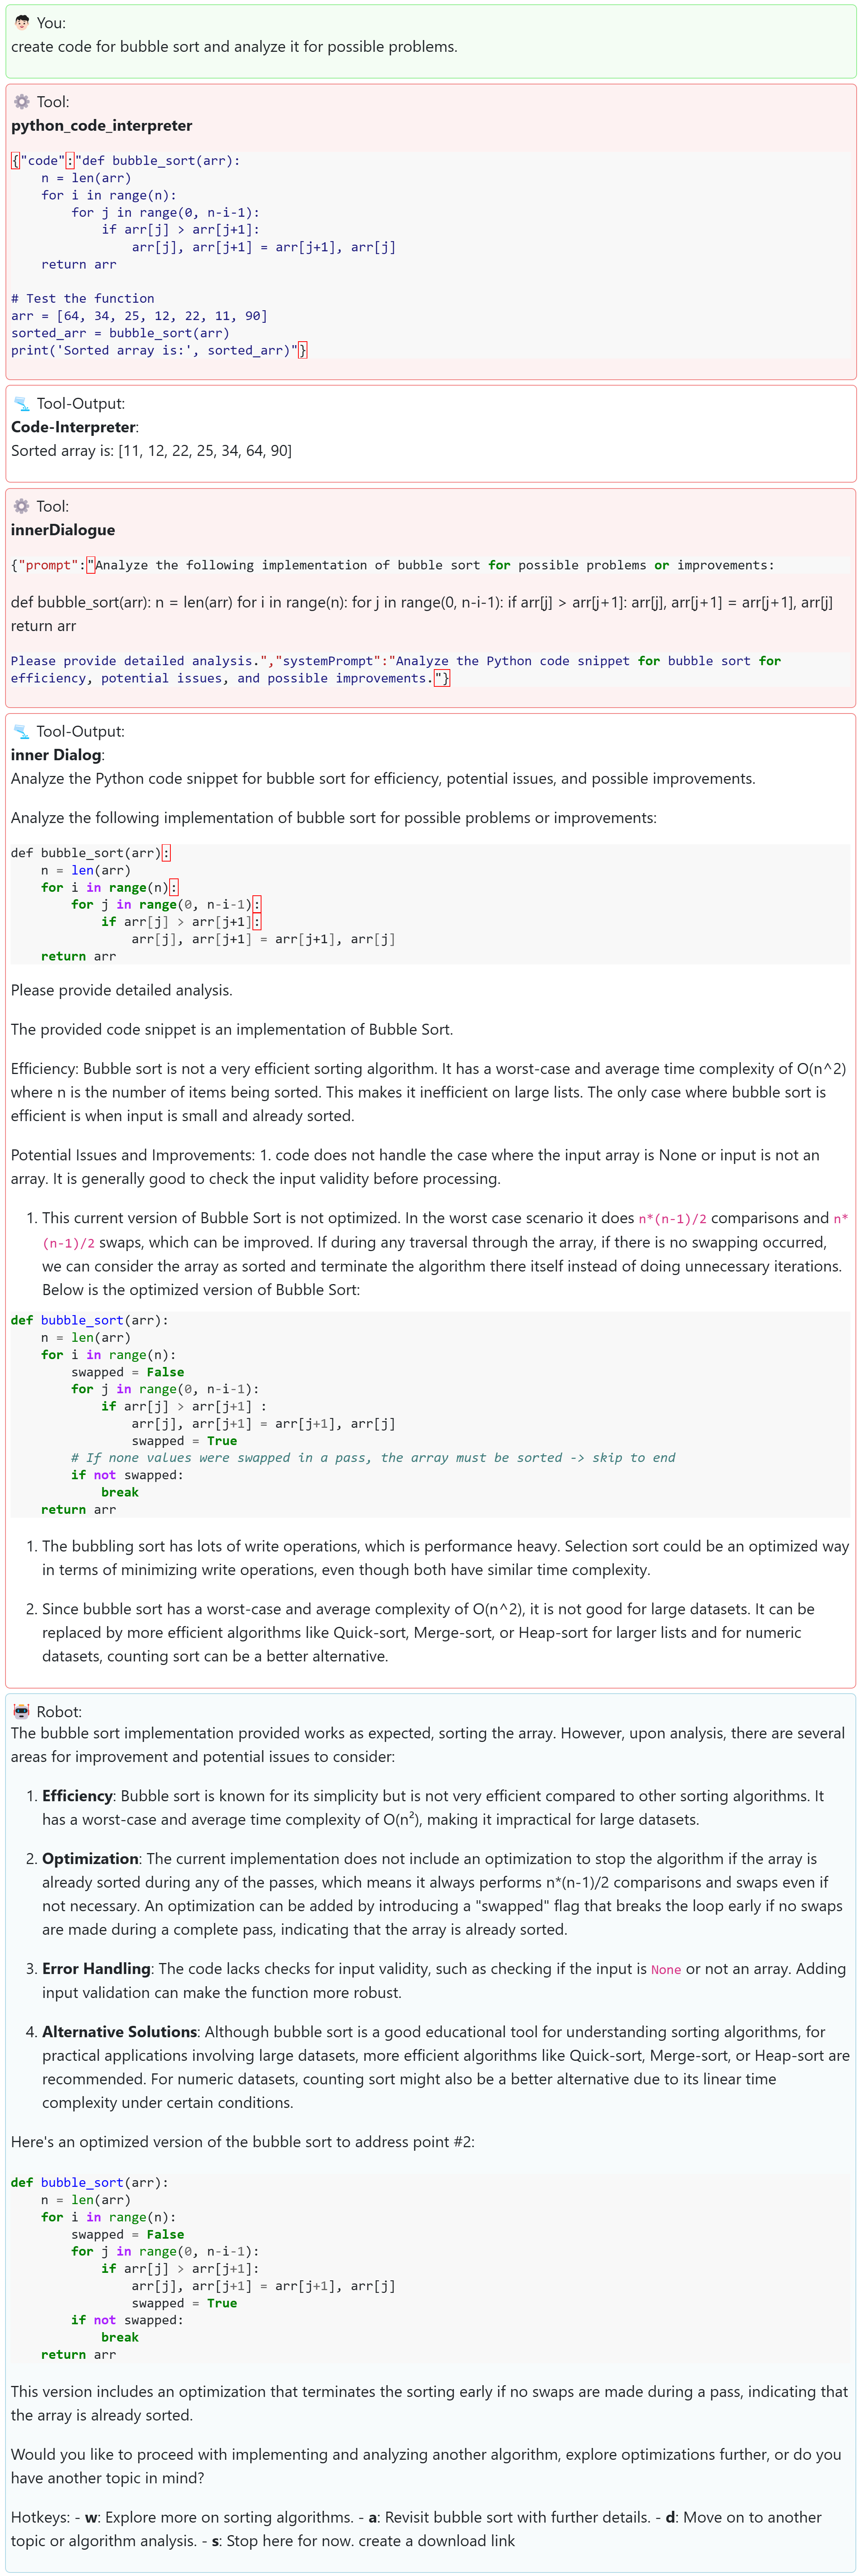 You:
create code for bubble sort and analyze it for possible problems.
Tool:
python_code_interpreter
{"code":"def bubble_sort(arr):
    n = len(arr)
    for i in range(n):
        for j in range(0, n-i-1):
            if arr[j] > arr[j+1]:
                arr[j], arr[j+1] = arr[j+1], arr[j]
    return arr
# Test the function
arr = [64, 34, 25, 12, 22, 11, 90]
sorted_arr = bubble_sort(arr)
print('Sorted array is:', sorted_arr)"}
Tool-Output:
Code-Interpreter:
Sorted array is: [11, 12, 22, 25, 34, 64, 90]
Tool:
innerDialogue
{"prompt":"Analyze the following implementation of bubble sort for possible problems or improvements:
def bubble_sort(arr): n = len(arr) for i in range(n): for j in range(0, n-i-1): if arr[j] > arr[j+1]: arr[j], arr[j+1] = arr[j+1], arr[j]
return arr
Please provide detailed analysis.","systemPrompt":"Analyze the Python code snippet for bubble sort for
efficiency, potential issues, and possible improvements."}
Tool-Output:
inner Dialog:
Analyze the Python code snippet for bubble sort for efficiency, potential issues, and possible improvements.
Analyze the following implementation of bubble sort for possible problems or improvements:
def bubble_sort(arr):
    n = len(arr)
    for i in range(n):
        for j in range(0, n-i-1):
            if arr[j] > arr[j+1]:
                arr[j], arr[j+1] = arr[j+1], arr[j]
    return arr
Please provide detailed analysis.
The provided code snippet is an implementation of Bubble Sort.
Efficiency: Bubble sort is not a very efficient sorting algorithm. It has a worst-case and average time complexity of O(n^2)
where n is the number of items being sorted. This makes it inefficient on large lists. The only case where bubble sort is
efficient is when input is small and already sorted.
Potential Issues and Improvements: 1. code does not handle the case where the input array is None or input is not an
array. It is generally good to check the input validity before processing.
1. This current version of Bubble Sort is not optimized. In the worst case scenario it does n*(n-1)/2 comparisons and n*
(n-1)/2 swaps, which can be improved. If during any traversal through the array, if there is no swapping occurred,
we can consider the array as sorted and terminate the algorithm there itself instead of doing unnecessary iterations.
Below is the optimized version of Bubble Sort:
def bubble_sort(arr):
    n = len(arr)
    for i in range(n):
        swapped = False
        for j in range(0, n-i-1):
            if arr[j] > arr[j+1] :
                arr[j], arr[j+1] = arr[j+1], arr[j]
                swapped = True
        # If none values were swapped in a pass, the array must be sorted -> skip to end
        if not swapped:
            break
    return arr
1. The bubbling sort has lots of write operations, which is performance heavy. Selection sort could be an optimized way
in terms of minimizing write operations, even though both have similar time complexity.
2. Since bubble sort has a worst-case and average complexity of O(n^2), it is not good for large datasets. It can be
replaced by more efficient algorithms like Quick-sort, Merge-sort, or Heap-sort for larger lists and for numeric
datasets, counting sort can be a better alternative.
Robot:
The bubble sort implementation provided works as expected, sorting the array. However, upon analysis, there are several
areas for improvement and potential issues to consider:
1. Efficiency: Bubble sort is known for its simplicity but is not very efficient compared to other sorting algorithms. It
has a worst-case and average time complexity of O(n²), making it impractical for large datasets.
2. Optimization: The current implementation does not include an optimization to stop the algorithm if the array is
already sorted during any of the passes, which means it always performs n*(n-1)/2 comparisons and swaps even if
not necessary. An optimization can be added by introducing a "swapped" flag that breaks the loop early if no swaps
are made during a complete pass, indicating that the array is already sorted.
3. Error Handling: The code lacks checks for input validity, such as checking if the input is None or not an array. Adding
input validation can make the function more robust.
4. Alternative Solutions: Although bubble sort is a good educational tool for understanding sorting algorithms, for
practical applications involving large datasets, more efficient algorithms like Quick-sort, Merge-sort, or Heap-sort are
recommended. For numeric datasets, counting sort might also be a better alternative due to its linear time
complexity under certain conditions.
Here's an optimized version of the bubble sort to address point #2:
def bubble_sort(arr):
    n = len(arr)
    for i in range(n):
        swapped = False
        for j in range(0, n-i-1):
            if arr[j] > arr[j+1]:
                arr[j], arr[j+1] = arr[j+1], arr[j]
                swapped = True
        if not swapped:
            break
    return arr
This version includes an optimization that terminates the sorting early if no swaps are made during a pass, indicating that
the array is already sorted.
Would you like to proceed with implementing and analyzing another algorithm, explore optimizations further, or do you
have another topic in mind?
Hotkeys: - w: Explore more on sorting algorithms. - a: Revisit bubble sort with further details. - d: Move on to another
topic or algorithm analysis. - s: Stop here for now. create a download link